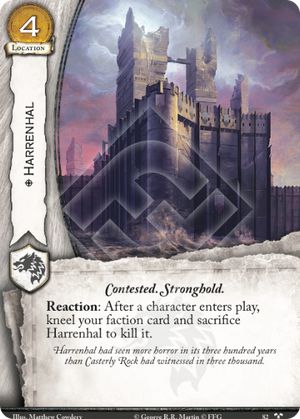 4
LOCATION
HARRENHAL
Contested. Stronghold.
Reaction: After a character enters play,
kneel your faction card and sacrifice
Harrenhal to kill it.
Harrenhal had seen more horror in its three hundred years
than Casterly Rock had witnessed in three thousand.
Illus. Matthew Cowdery © George R.R. Martin © FFG 82